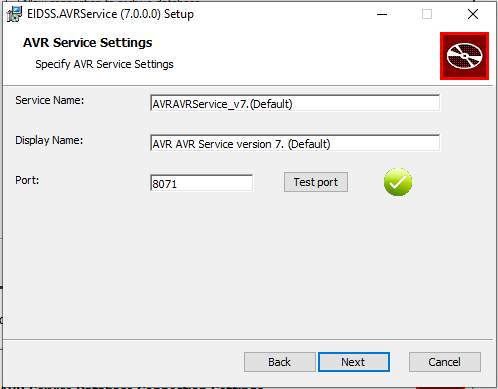 EIDSS.AVRService (7.0.0.0) Setup
AVR Service Settings
Specify AVR Service Settings
Service Name:
AVRAVRService_v7.(Default)
Display Name:
AVR AVR Service version 7. (Default)
Port:
8071
Test port
Back
Next
Cancel